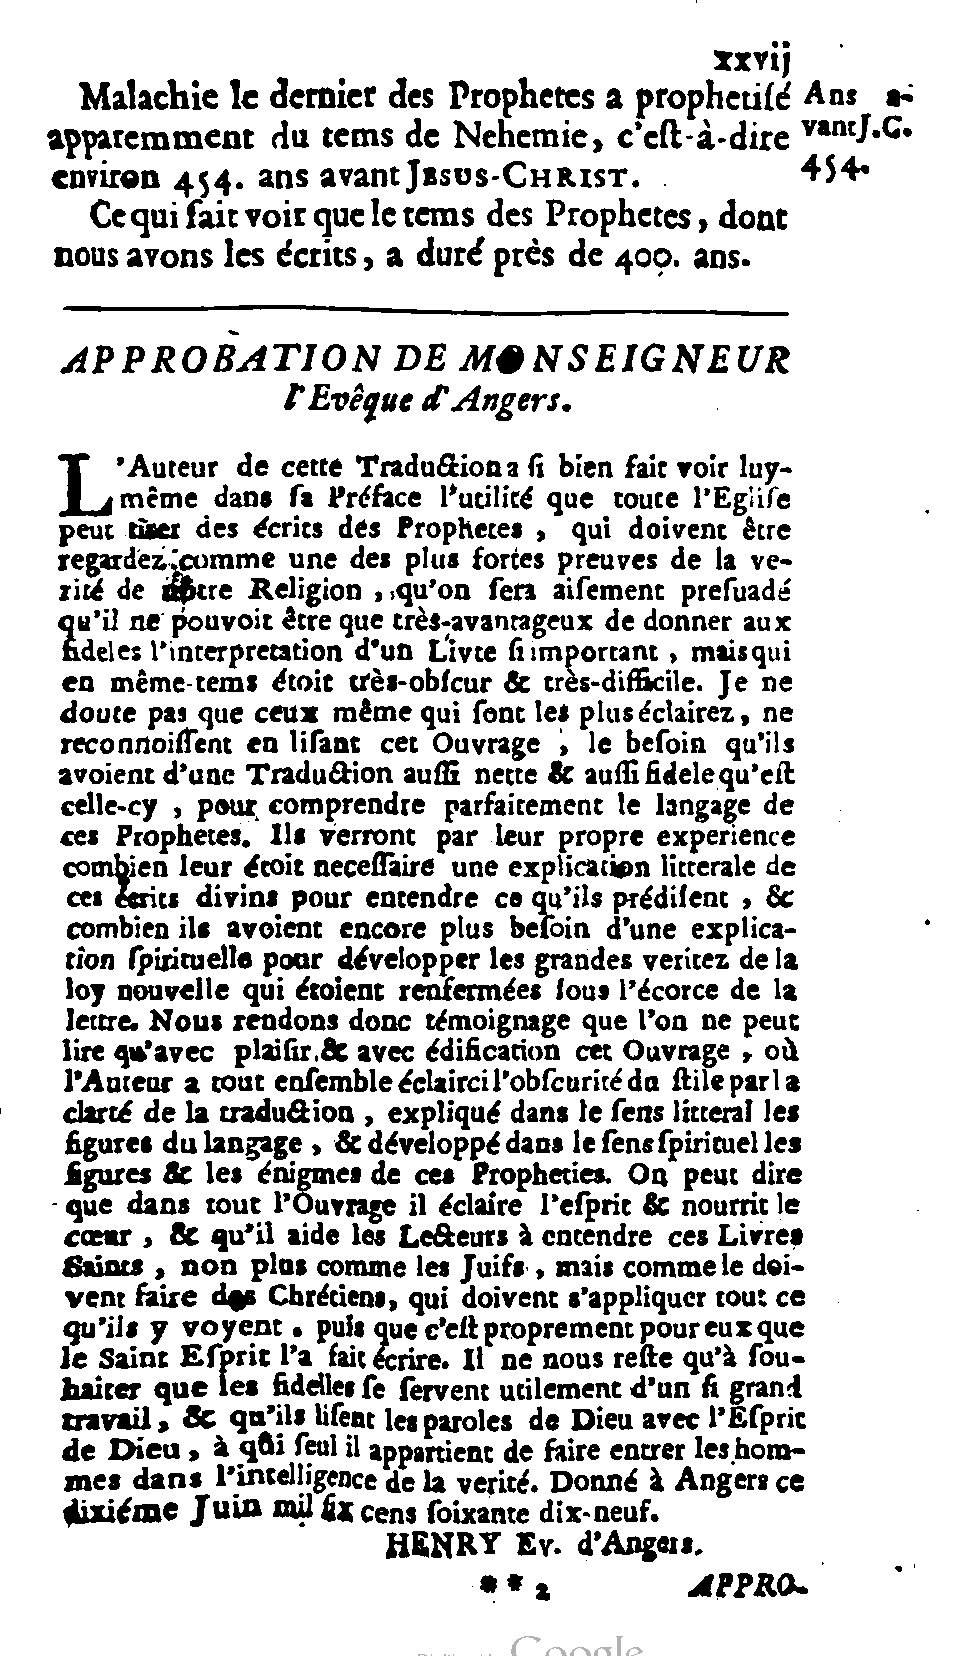 xxvij
Malachie le dernier des Prophetes a prophetiſé
apparemment du tems de Nehemie, c'eſt-à-dire
environ 454. ans avant JESUS-CHRIST.
Ans a-
vant J.C.
454.
Ce qui fait voir que le tems des Prophetes, dont
nous avons les écrits, a duré près de 400. ans.
APPROBATION DE MONSEIGNEUR
l'Evêque d'Angers.
L'Auteur de cette Traduction a ſi bien fait voir luy-
même dans ſa Préface l'utilité que toute l'Egliſe
peut tirer des écrits des Prophetes, qui doivent être
regardez comme une des plus fortes preuves de la ve-
rité de nôtre Religion, qu'on ſera aiſement preſuadé
qu'il ne pouvoit être que très-avantageux de donner aux
fideles l'interpretation d'un Livre ſi important, mais qui
en même-tems étoit très-obſcur & très-difficile. Je ne
doute pas que ceux même qui ſont les plus éclairez, ne
reconnoiſſent en liſant cet Ouvrage, le beſoin qu'ils
avoient d'une Traduction auſſi nette & auſſi fidele qu'eſt
celle-cy, pour comprendre parfaitement le langage de
ces Prophetes. Ils verront par leur propre experience
combien leur étoit neceſſaire une explication litterale de
ces écrits divins pour entendre ce qu'ils prédiſent, &
combien ils avoient encore plus beſoin d'une explica-
tion ſpirituelle pour développer les grandes veritez de la
loy nouvelle qui étoient renfermées ſous l'écorce de la
lettre. Nous rendons donc témoignage que l'on ne peut
lire qu'avec plaiſir & avec édification cet Ouvrage, où
l'Auteur a tout enſemble éclairci l'obſcurité du ſtile par la
clarté de la traduction, expliqué dans le ſens litteral les
figures du langage, & développé dans le ſens ſpirituel les
figures & les énigmes de ces Propheties. On peut dire
que dans tout l'Ouvrage il éclaire l'eſprit & nourrit le
cœur, & qu'il aide les Lecteurs à entendre ces Livres
Saints, non plus comme les Juifs, mais comme le doi-
vent faire des Chrétiens, qui doivent s'appliquer tout ce
qu'ils y voyent, puis que c'eſt proprement pour eux que
le Saint Eſprit l'a fait écrire. Il ne nous reſte qu'à ſou-
haiter que les fidelles ſe ſervent utilement d'un ſi grand
travail, & qu'ils liſent les paroles de Dieu avec l'Eſprit
de Dieu, à qui ſeul il appartient de faire entrer les hom-
mes dans l'intelligence de la verité. Donné à Angers ce
dixiéme Juin mil ſix cens ſoixante dix-neuf.
HENRY Ev. d'Angers.
** 2 APPRO-
Google